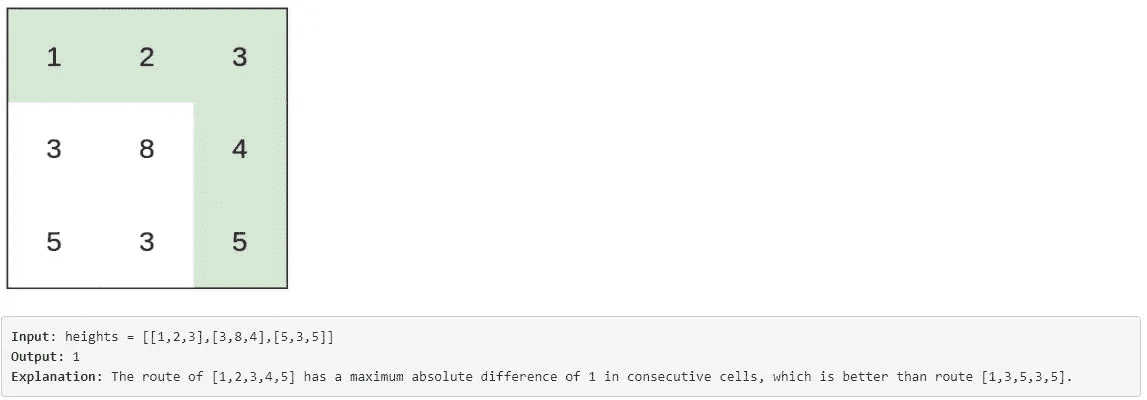 1 2 3
3 8 4
5 3 5
Input: heights = [[1,2,3],[3,8,4],[5,3,5]]
Output: 1
Explanation: The route of [1,2,3,4,5] has a maximum absolute difference of 1 in consecutive cells, which is better than route [1,3,5,3,5].